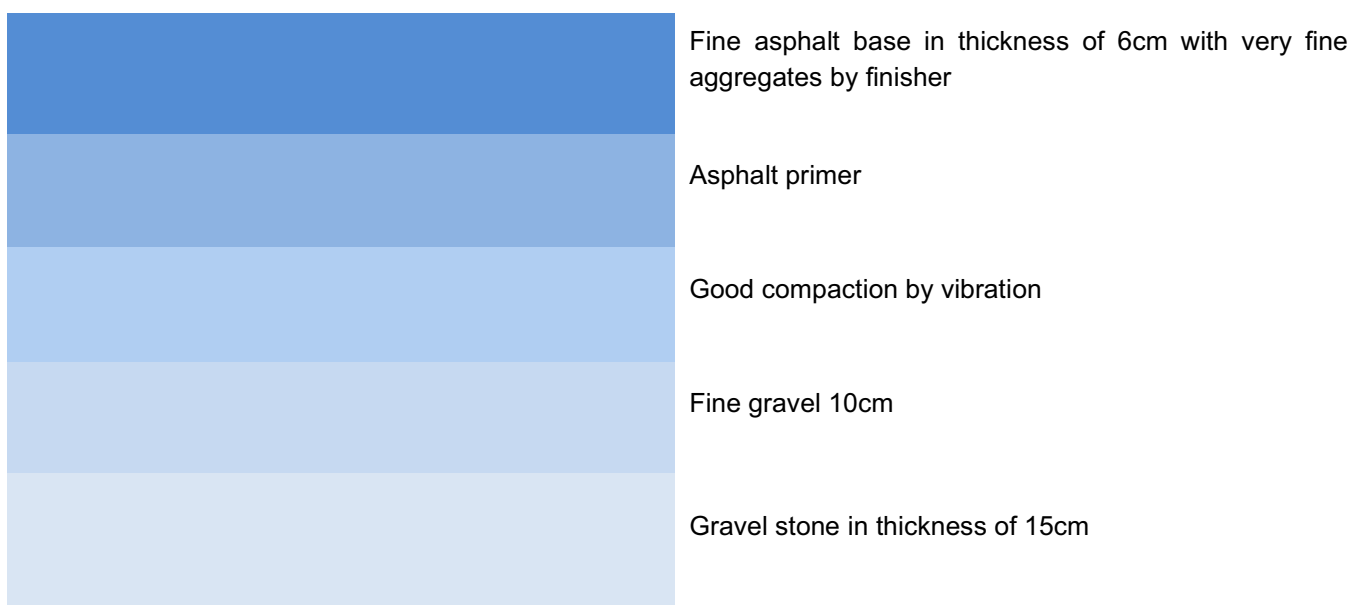 Fine asphalt base in thickness of 6cm with very fine
aggregates by finisher
Asphalt primer
Good compaction by vibration
Fine gravel 10cm
Gravel stone in thickness of 15cm